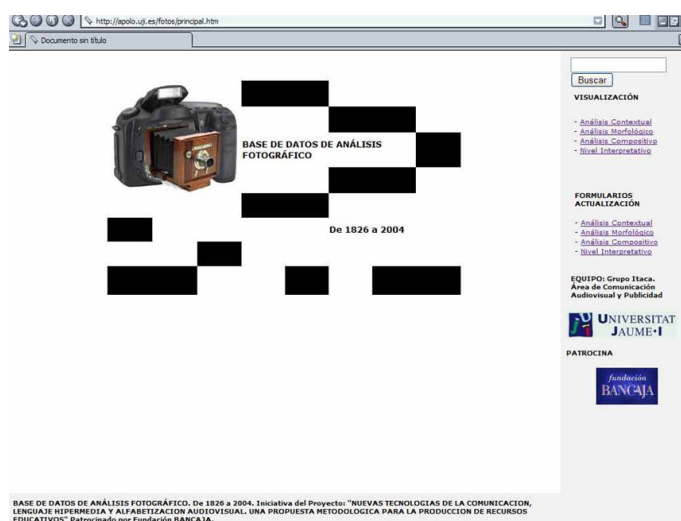 http://apolo.uji.es/fotos/principal.htm
Documento sin título
BASE DE DATOS DE ANÁLISIS
FOTOGRÁFICO
De 1826 a 2004
Buscar
VISUALIZACIÓN
- Análisis Contextual
- Análisis Morfológico
- Análisis Compositivo
- Nivel Interpretativo
FORMULARIOS
ACTUALIZACIÓN
- Análisis Contextual
- Análisis Morfológico
- Análisis Compositivo
- Nivel Interpretativo
EQUIPO: Grupo Itaca.
Área de Comunicación
Audiovisual y Publicidad
UNIVERSITAT
JAUME·I
PATROCINA
fundación
BANCAJA
BASE DE DATOS DE ANÁLISIS FOTOGRÁFICO. De 1826 a 2004. Iniciativa del Proyecto: "NUEVAS TECNOLOGIAS DE LA COMUNICACION,
LENGUAJE HIPERMEDIA Y ALFABETIZACION AUDIOVISUAL. UNA PROPUESTA METODOLOGICA PARA LA PRODUCCION DE RECURSOS
EDUCATIVOS" Patrocinado por Fundación BANCAJA.